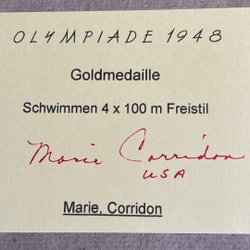 OLYMPIADE 1948
Goldmedaille
Schwimmen 4 x 100 m Freistil
Marie Corridon
USA
Marie, Corridon